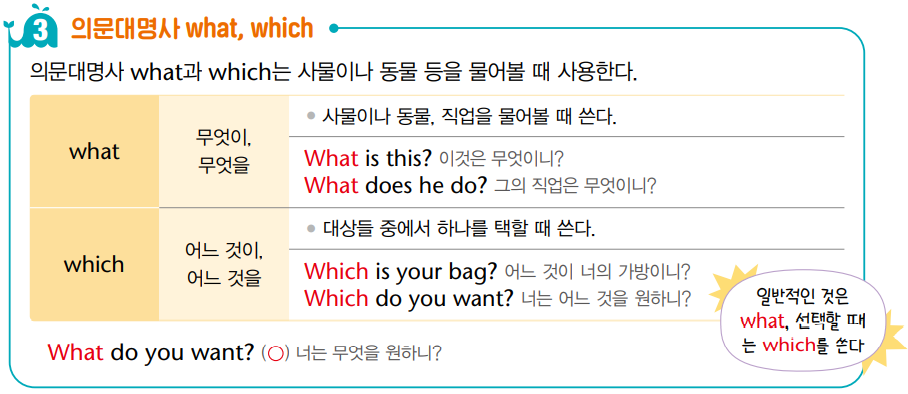 3 의문대명사 what, which
의문대명사 what과 which는 사물이나 동물 등을 물어볼 때 사용한다.
what
무엇이,
무엇을
● 사물이나 동물, 직업을 물어볼 때 쓴다.
What is this? 이것은 무엇이니?
What does he do? 그의 직업은 무엇이니?
which
어느 것이,
어느 것을
● 대상들 중에서 하나를 택할 때 쓴다.
Which is your bag? 어느 것이 너의 가방이니?
Which do you want? 너는 어느 것을 원하니?
일반적인 것은
what, 선택할 때
는 which를 쓴다
What do you want? (○) 너는 무엇을 원하니?